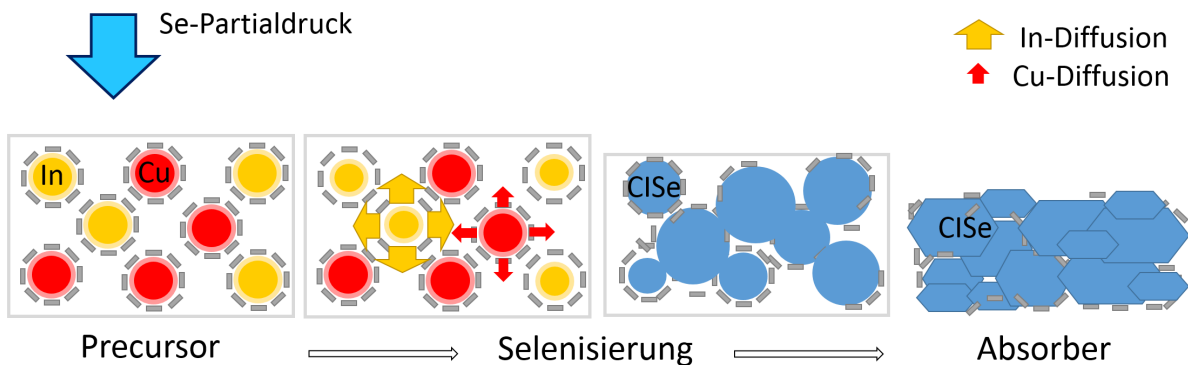 Se-Partialdruck
In-Diffusion
Cu-Diffusion
In
Cu
CISe
CISe
Precursor
Selenisierung
Absorber